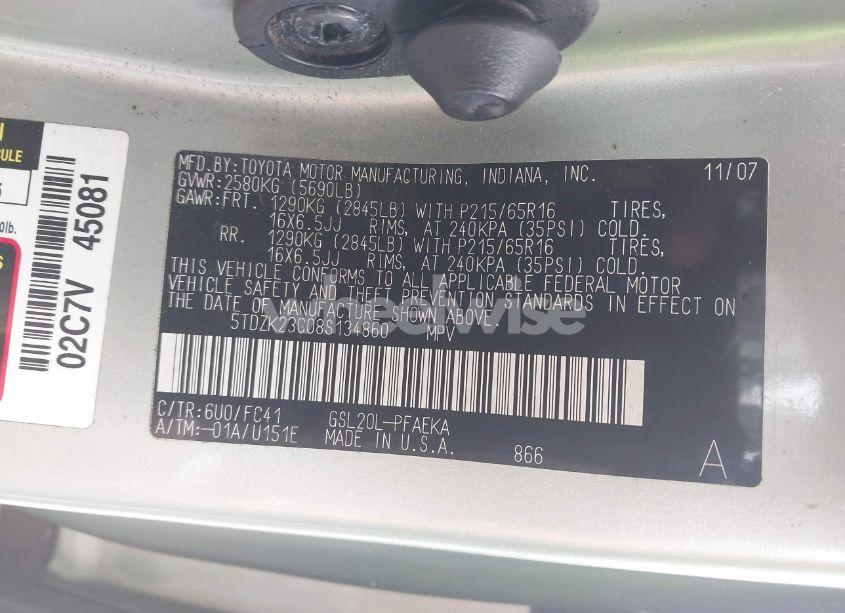 MFD.BY:TOYOTA MOTOR MANUFACTURING, INDIANA, INC. 11/07
GVWR:2580KG (5690LB)
GAWR:FRT. 1290KG (2845LB) WITH P215/65R16 TIRES,
16X6.5JJ RIMS, AT 240KPA (35PSI) COLD.
RR. 1290KG (2845LB) WITH P215/65R16 TIRES,
16X6.5JJ RIMS, AT 240KPA (35PSI) COLD.
THIS VEHICLE CONFORMS TO ALL APPLICABLE FEDERAL MOTOR
VEHICLE SAFETY AND THEFT PREVENTION STANDARDS IN EFFECT ON
THE DATE OF MANUFACTURE SHOWN ABOVE.
5TDZK23C08S134860 MPV
C/TR:6U0/FC41 GSL20L-PFAEKA
A/TM:-01A/U151E MADE IN U.S.A.
866 A
02C7V 45081
wheelwise